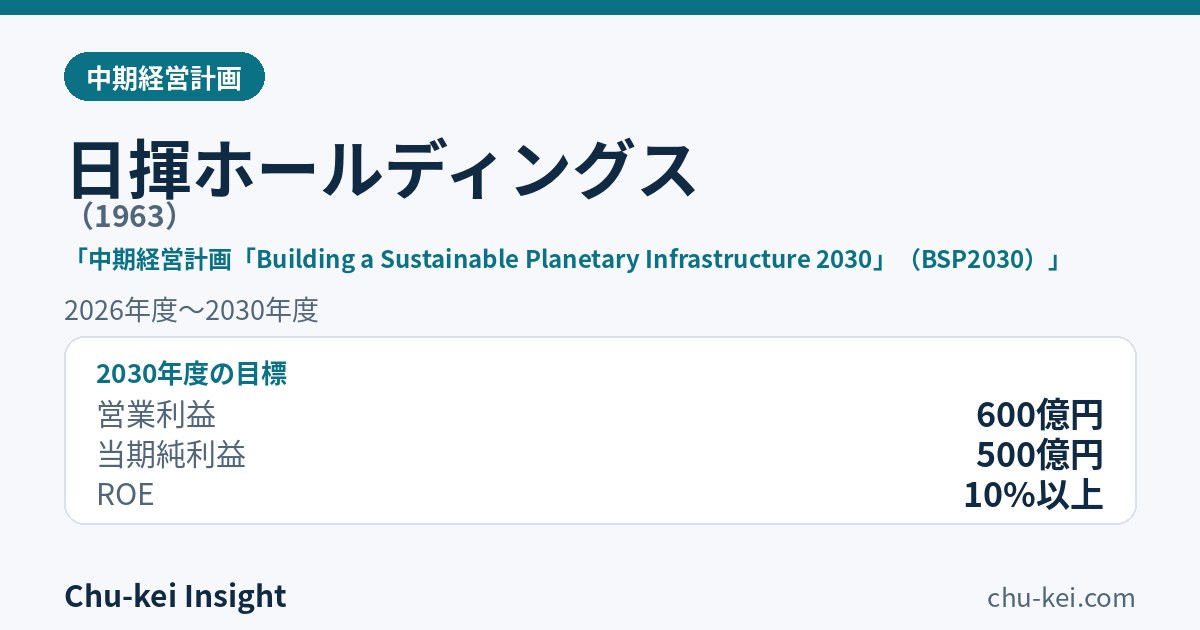 中期経営計画
日揮ホールディングス
（1963）
「中期経営計画「Building a Sustainable Planetary Infrastructure 2030」（BSP2030）」
2026年度～2030年度
2030年度の目標
営業利益 600億円
当期純利益 500億円
ROE 10%以上
Chu-kei Insight chu-kei.com